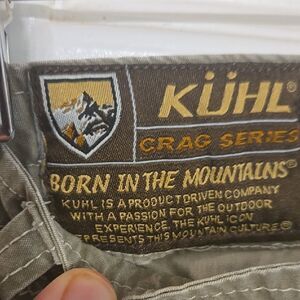 KÜHL®
CRAG SERIES
BORN IN THE MOUNTAINS®
KUHL IS A PRODUCT DRIVEN COMPANY
WITH A PASSION FOR THE OUTDOOR
EXPERIENCE, THE KUHL ICON
PRESENTS THIS MOUNTAIN CULTURE®